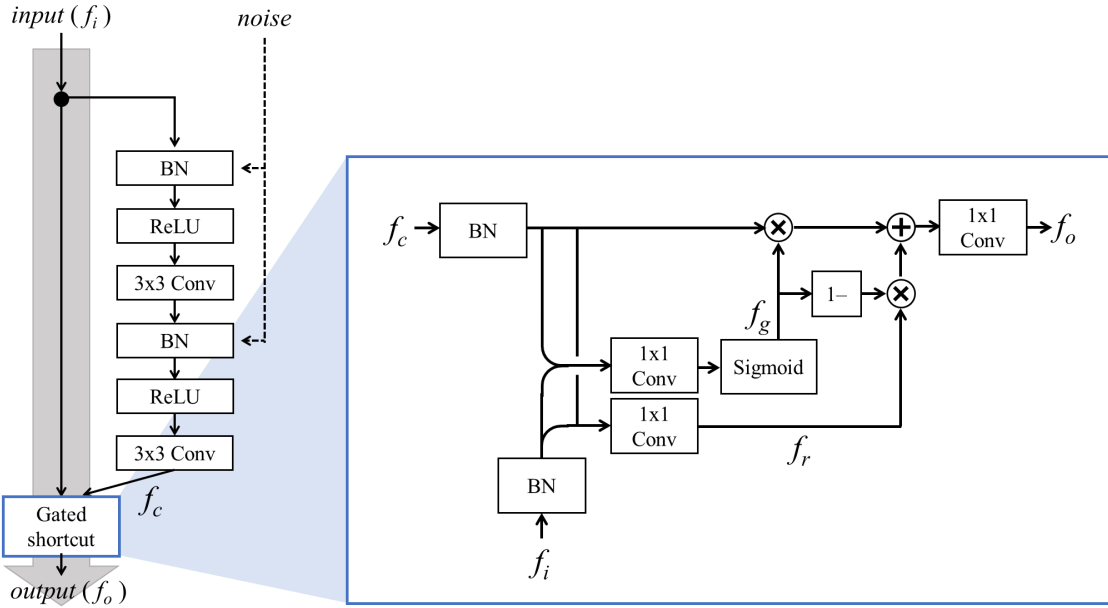 input (fi)
noise
BN
ReLU
3x3 Conv
BN
ReLU
3x3 Conv
fc
Gated
shortcut
output (fo)
fc
BN
1x1
Conv
fo
1–
fg
1x1
Conv
Sigmoid
1x1
Conv
fr
BN
fi